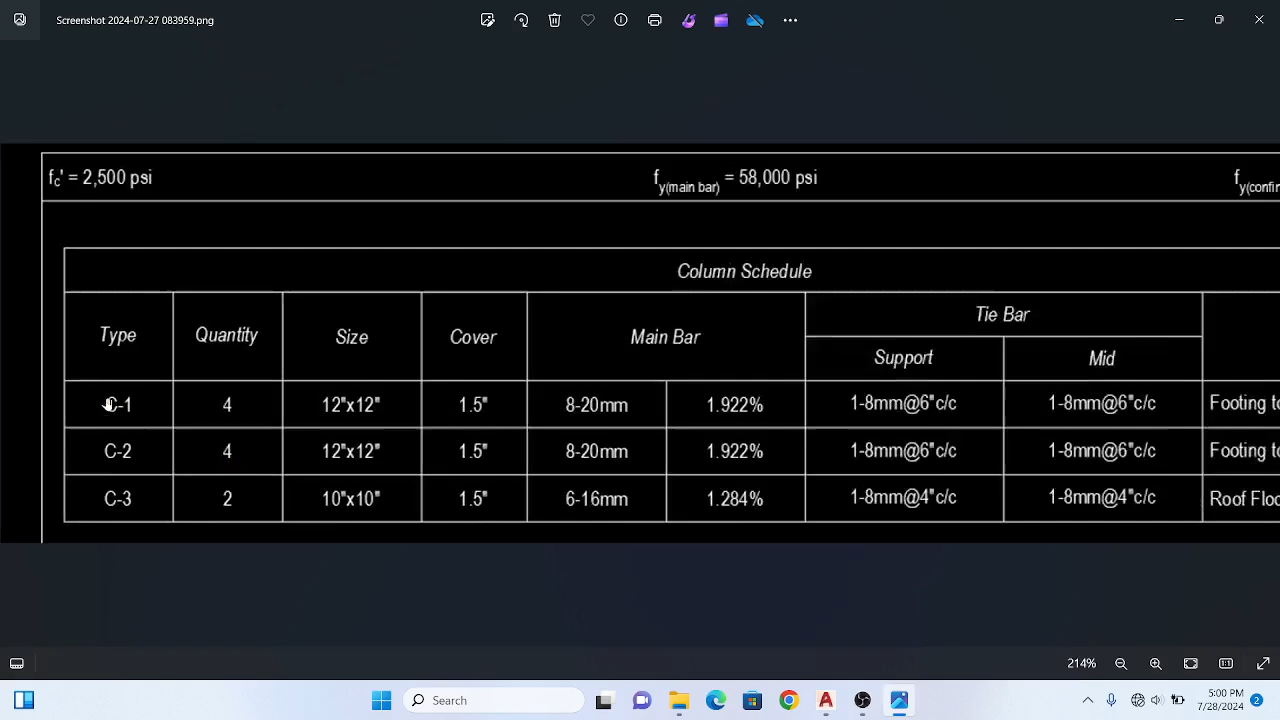 Screenshot 2024-07-27 083959.png
fc' = 2,500 psi fy(main bar) = 58,000 psi fy(confin
Column Schedule
Type Quantity Size Cover Main Bar Tie Bar
Support Mid
C-1 4 12"x12" 1.5" 8-20mm 1.922% 1-8mm@6"c/c 1-8mm@6"c/c Footing to
C-2 4 12"x12" 1.5" 8-20mm 1.922% 1-8mm@6"c/c 1-8mm@6"c/c Footing to
C-3 2 10"x10" 1.5" 6-16mm 1.284% 1-8mm@4"c/c 1-8mm@4"c/c Roof Floo
214%
Search
5:00 PM
7/28/2024
2